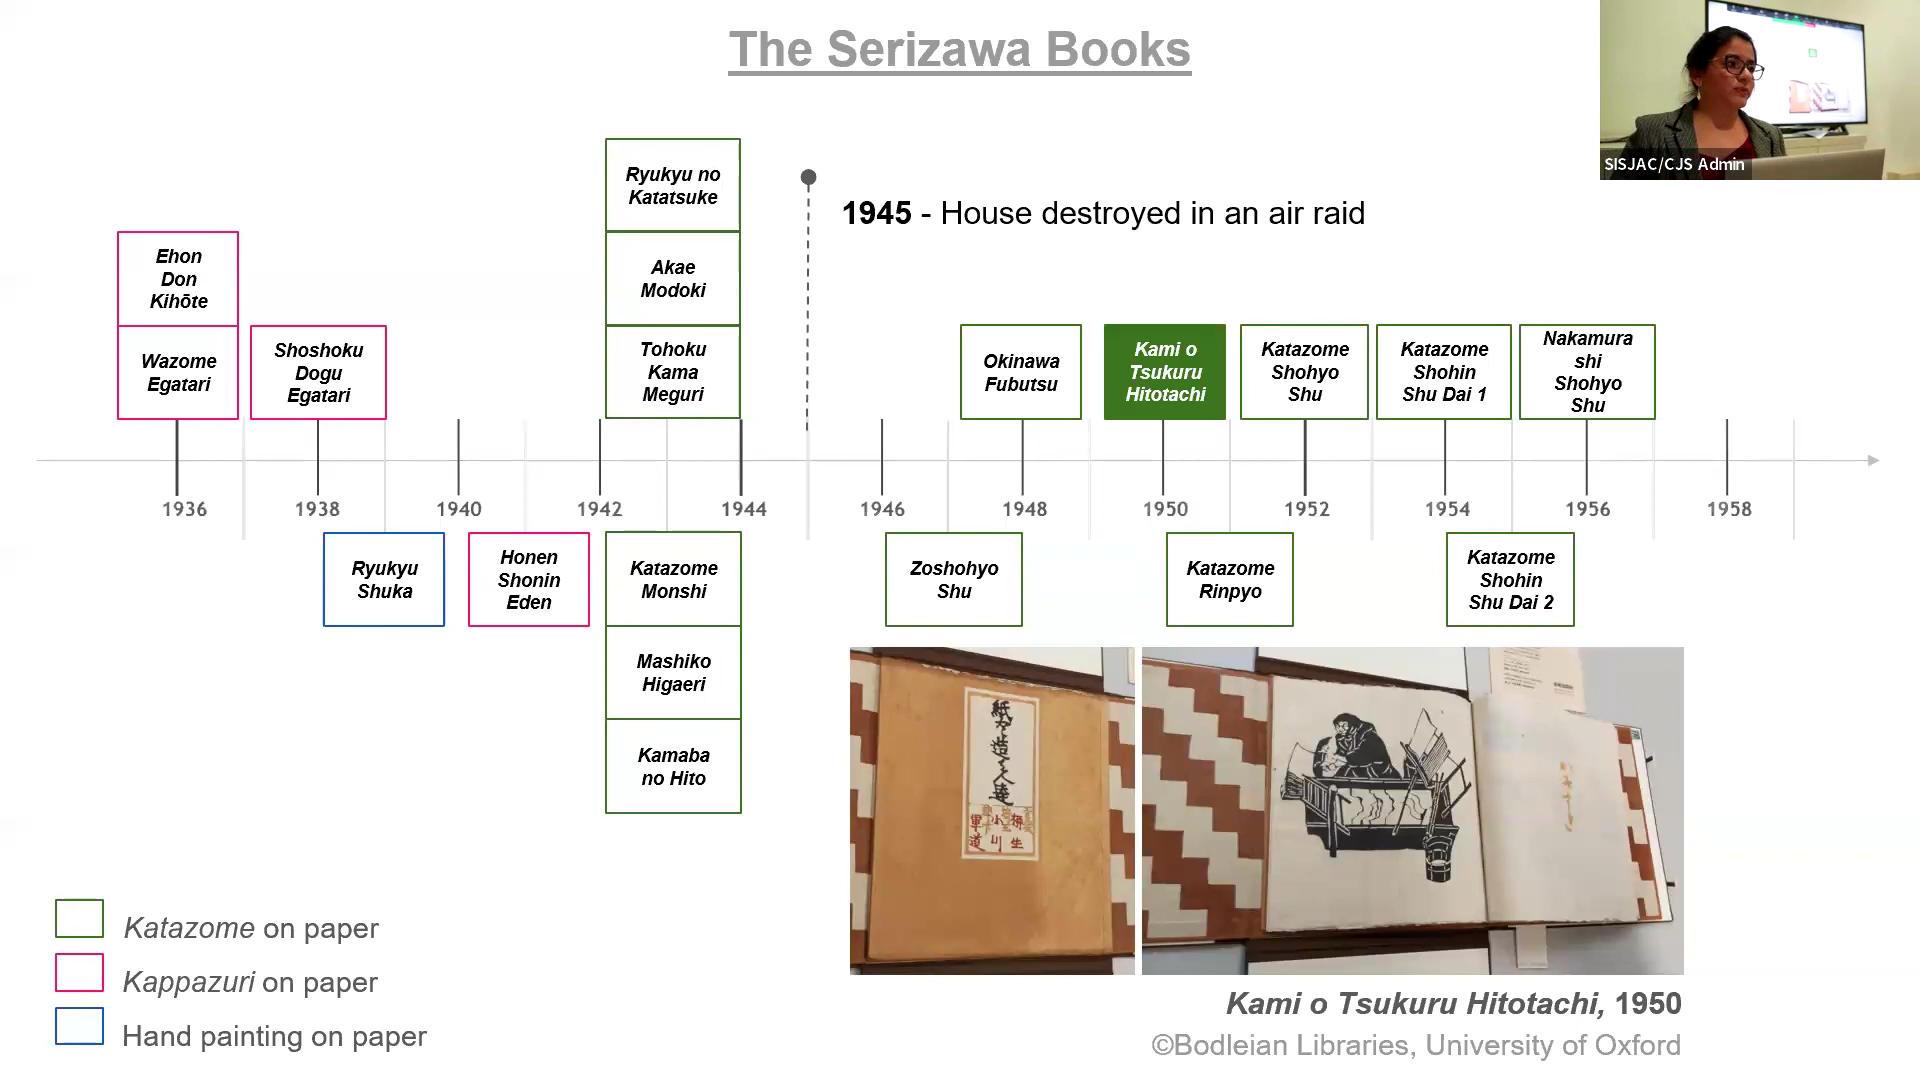 The Serizawa Books
SISJAC/CJS Admin
Ryukyu no
Katatsuke
1945 - House destroyed in an air raid
Ehon
Don
Kihōte
Akae
Modoki
Wazome
Egatari
Shoshoku
Dogu
Egatari
Tohoku
Kama
Meguri
Okinawa
Fubutsu
Kami o
Tsukuru
Hitotachi
Katazome
Shohyo
Shu
Katazome
Shohin
Shu Dai 1
Nakamura
shi
Shohyo
Shu
1936
1938
1940
1942
1944
1946
1948
1950
1952
1954
1956
1958
Ryukyu
Shuka
Honen
Shonin
Eden
Katazome
Monshi
Zoshohyo
Shu
Katazome
Rinpyo
Katazome
Shohin
Shu Dai 2
Mashiko
Higaeri
Kamaba
no Hito
Katazome on paper
Kappazuri on paper
Hand painting on paper
Kami o Tsukuru Hitotachi, 1950
©Bodleian Libraries, University of Oxford